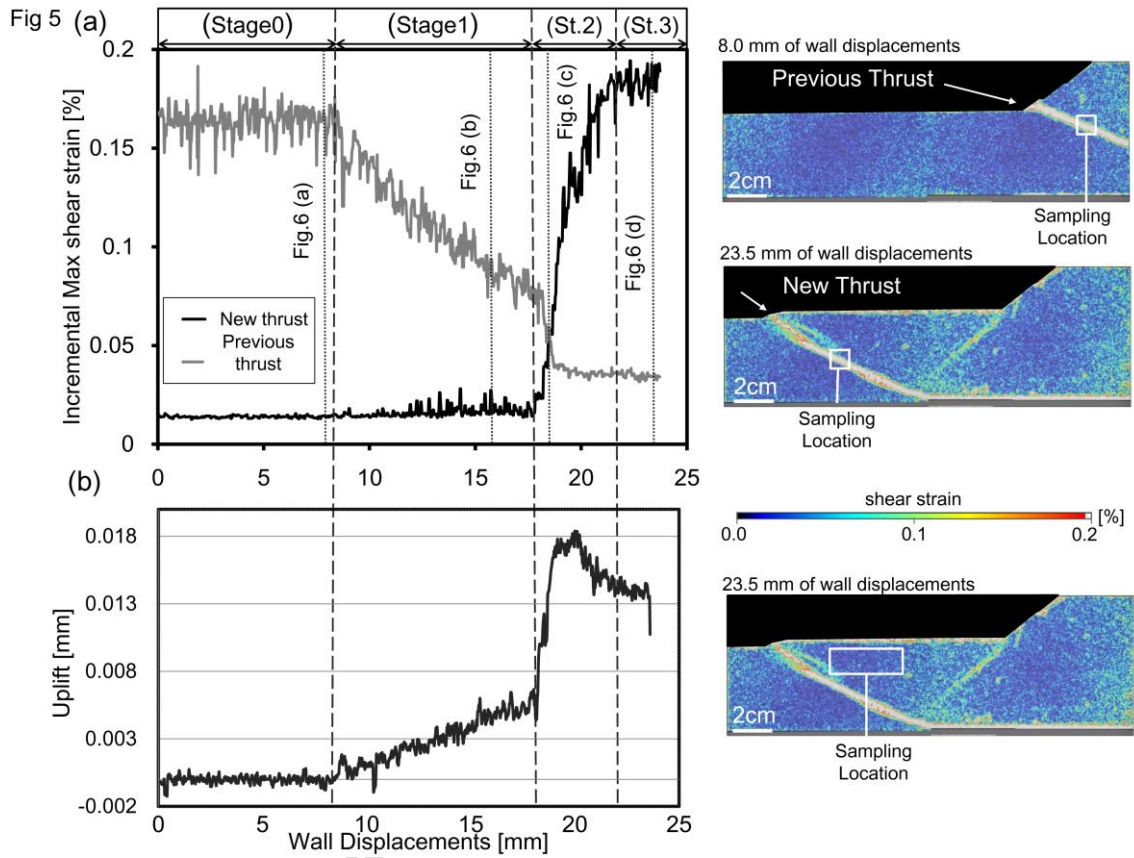 Fig 5
(a)
(Stage0)
(Stage1)
(St.2)
(St.3)
0.2
0.15
0.1
0.05
0
Incremental Max shear strain [%]
Fig.6 (a)
Fig.6 (b)
Fig.6 (c)
Fig.6 (d)
New thrust
Previous
thrust
0
5
10
15
20
25
(b)
0.018
0.013
0.008
0.003
-0.002
Uplift [mm]
0
5
10
15
20
25
Wall Displacements [mm]
8.0 mm of wall displacements
Previous Thrust
2cm
Sampling
Location
23.5 mm of wall displacements
New Thrust
2cm
Sampling
Location
shear strain
[%]
0.0
0.1
0.2
23.5 mm of wall displacements
2cm
Sampling
Location